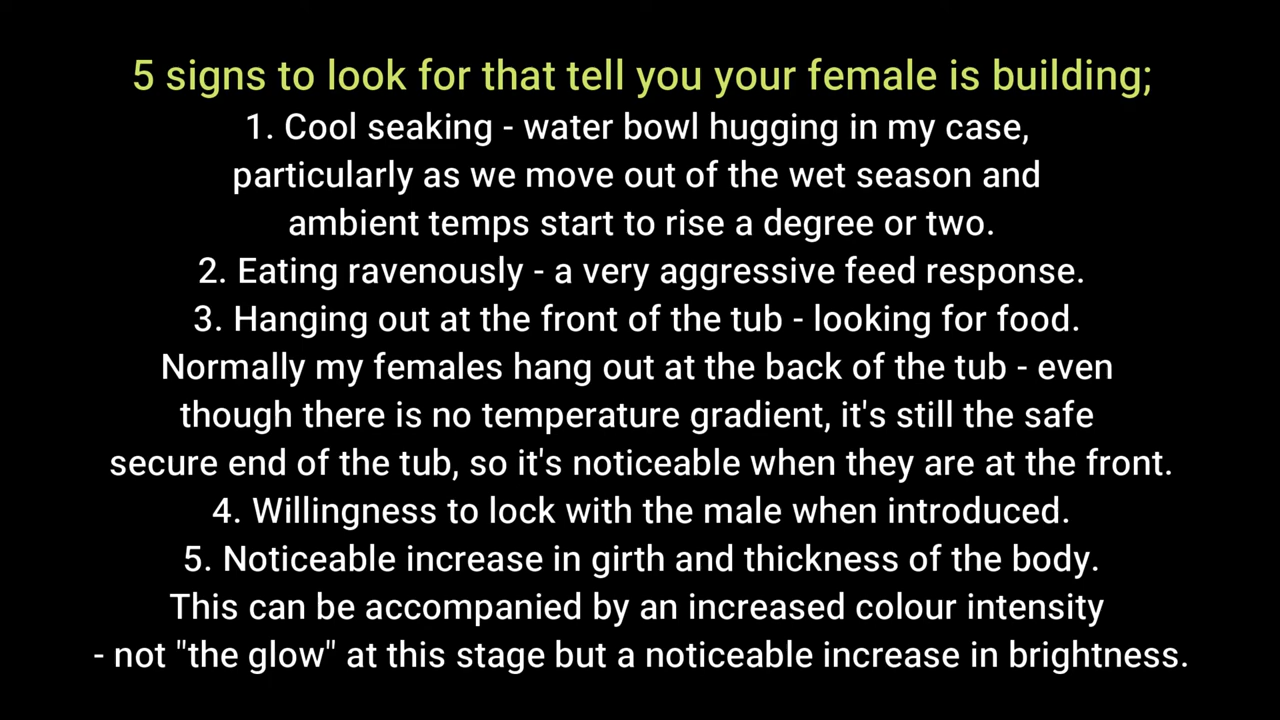 5 signs to look for that tell you your female is building;
1. Cool seaking - water bowl hugging in my case,
particularly as we move out of the wet season and
ambient temps start to rise a degree or two.
2. Eating ravenously - a very aggressive feed response.
3. Hanging out at the front of the tub - looking for food.
Normally my females hang out at the back of the tub - even
though there is no temperature gradient, it's still the safe
secure end of the tub, so it's noticeable when they are at the front.
4. Willingness to lock with the male when introduced.
5. Noticeable increase in girth and thickness of the body.
This can be accompanied by an increased colour intensity
- not "the glow" at this stage but a noticeable increase in brightness.